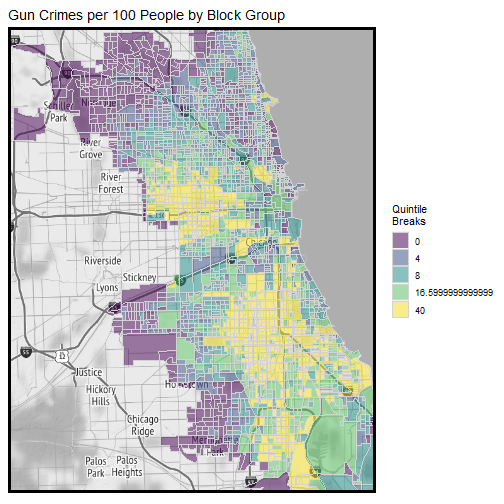 Gun Crimes per 100 People by Block Group
Schiller
Park
River
Grove
River
Forest
Riverside
Stickney
Lyons
Chicago
Justice
Hickory
Hills
Chicago
Ridge
Palos
Park
Palos
Heights
Park
Quintile
Breaks
0
4
8
16.5999999999999
40